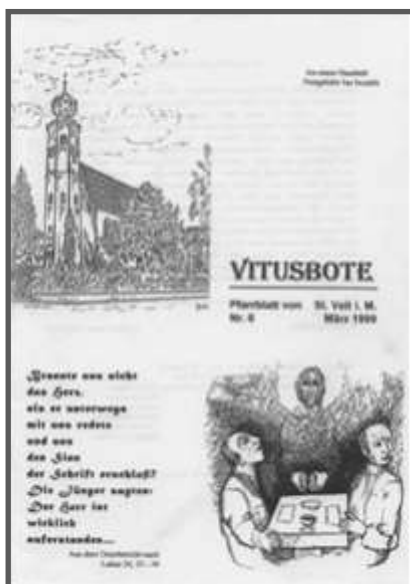 VITUSBOTE
Pfarrblatt von St. Veit i. M.
Nr. 6 März 1999
Brannte uns nicht
das Herz,
als er unterwegs
mit uns redete
und uns
den Sinn
der Schrift erschloß?
Die Jünger sagten:
Der Herr ist
wirklich
auferstanden...